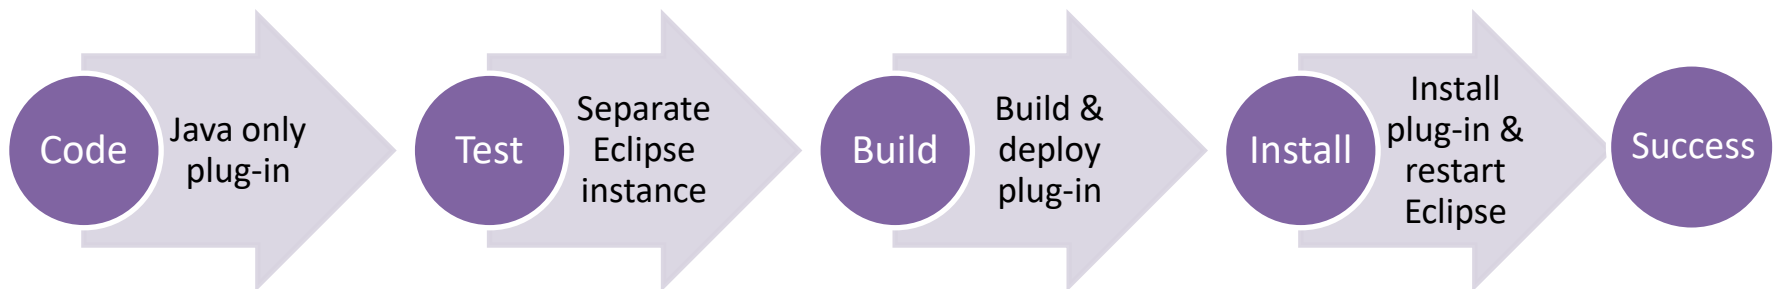 Code
Java only
plug-in
Test
Separate
Eclipse
instance
Build
Build &
deploy
plug-in
Install
Install
plug-in &
restart
Eclipse
Success